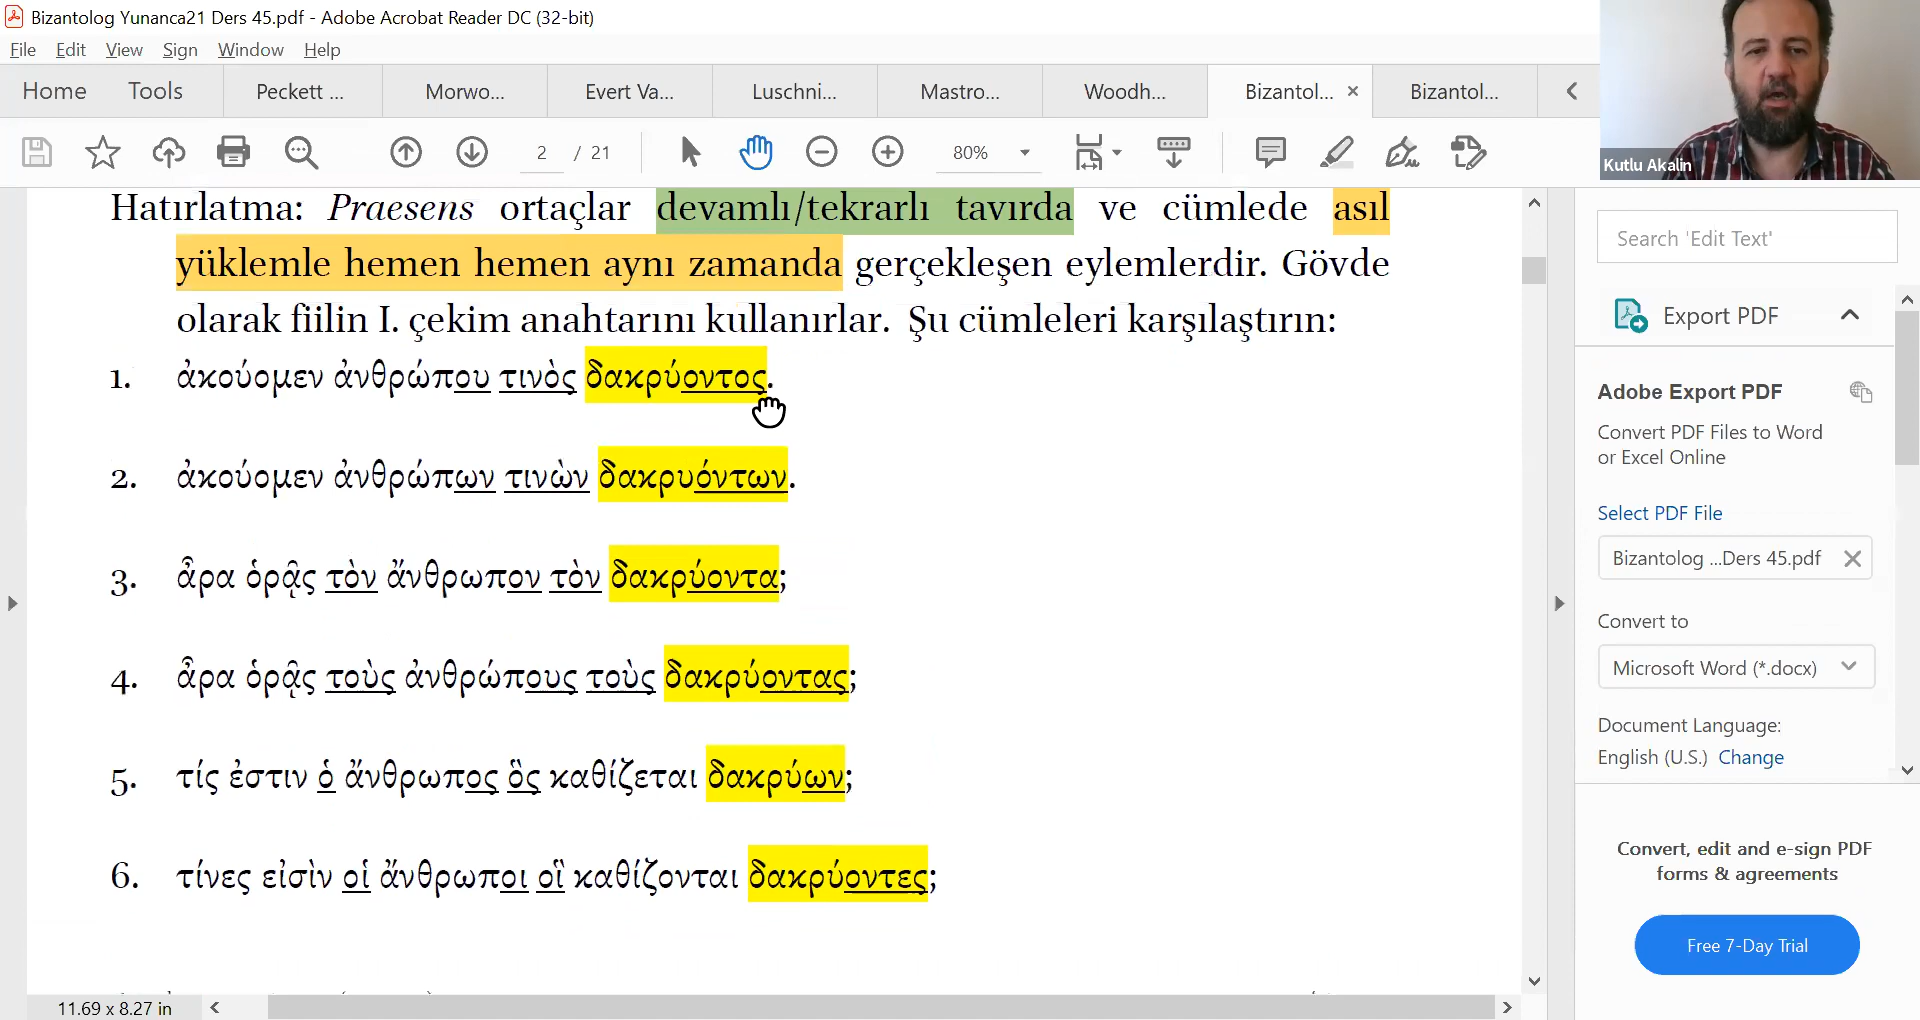 Bizantolog Yunanca21 Ders 45.pdf - Adobe Acrobat Reader DC (32-bit)
File Edit View Sign Window Help
Home Tools Peckett ... Morwo... Evert Va... Luschni... Mastro... Woodh... Bizantol... × Bizantol...
2 / 21 80%
Kutlu Akalin
Hatırlatma: Praesens ortaçlar devamlı/tekrarlı tavırda ve cümlede asıl
yüklemle hemen hemen aynı zamanda gerçekleşen eylemlerdir. Gövde
olarak fiilin I. çekim anahtarını kullanırlar. Şu cümleleri karşılaştırın:
1. ἀκούομεν ἀνθρώπου τινὸς δακρύοντος.
2. ἀκούομεν ἀνθρώπων τινὼν δακρυόντων.
3. ἆρα ὁρᾷς τὸν ἄνθρωπον τὸν δακρύοντα;
4. ἆρα ὁρᾷς τοὺς ἀνθρώπους τοὺς δακρύοντας;
5. τίς ἐστιν ὁ ἄνθρωπος ὃς καθίζεται δακρύων;
6. τίνες εἰσὶν οἱ ἄνθρωποι οἳ καθίζονται δακρύοντες;
11.69 x 8.27 in
Search 'Edit Text'
Export PDF
Adobe Export PDF
Convert PDF Files to Word
or Excel Online
Select PDF File
Bizantolog ...Ders 45.pdf
Convert to
Microsoft Word (*.docx)
Document Language:
English (U.S.) Change
Convert, edit and e-sign PDF
forms & agreements
Free 7-Day Trial